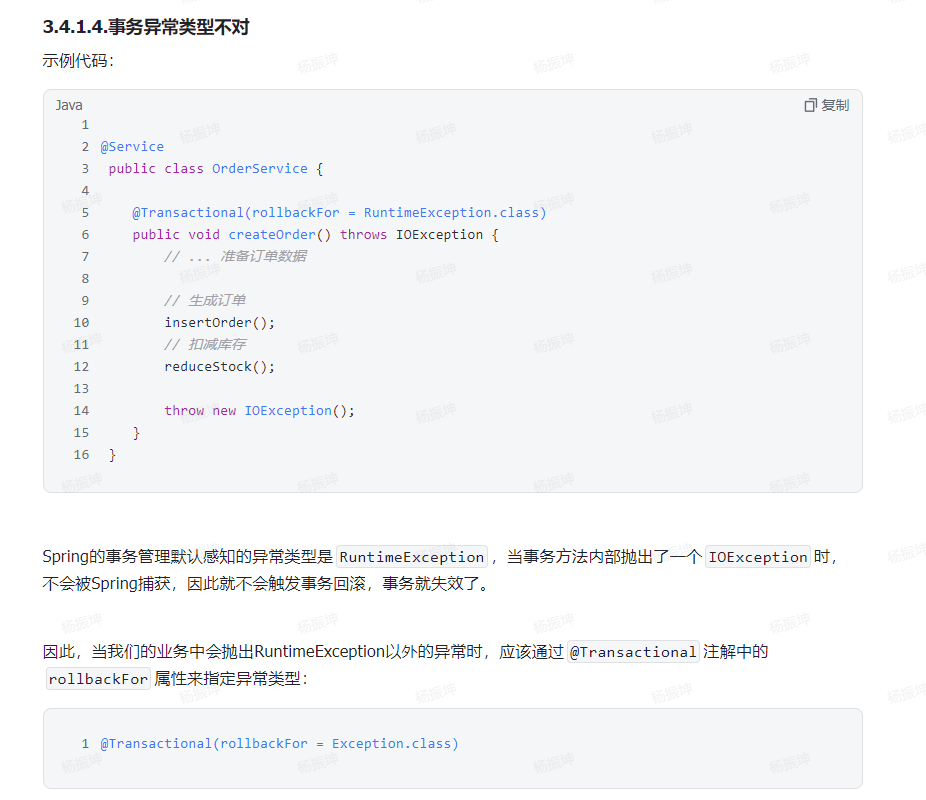 3.4.1.4.事务异常类型不对
示例代码：
Java
复制
1
2 @Service
3 public class OrderService {
4
5 @Transactional(rollbackFor = RuntimeException.class)
6 public void createOrder() throws IOException {
7 // ... 准备订单数据
8
9 // 生成订单
10 insertOrder();
11 // 扣减库存
12 reduceStock();
13
14 throw new IOException();
15 }
16 }
Spring的事务管理默认感知的异常类型是 RuntimeException ，当事务方法内部抛出了一个 IOException 时，
不会被Spring捕获，因此就不会触发事务回滚，事务就失效了。
因此，当我们的业务中会抛出RuntimeException以外的异常时，应该通过 @Transactional 注解中的
rollbackFor 属性来指定异常类型：
1 @Transactional(rollbackFor = Exception.class)
杨振坤